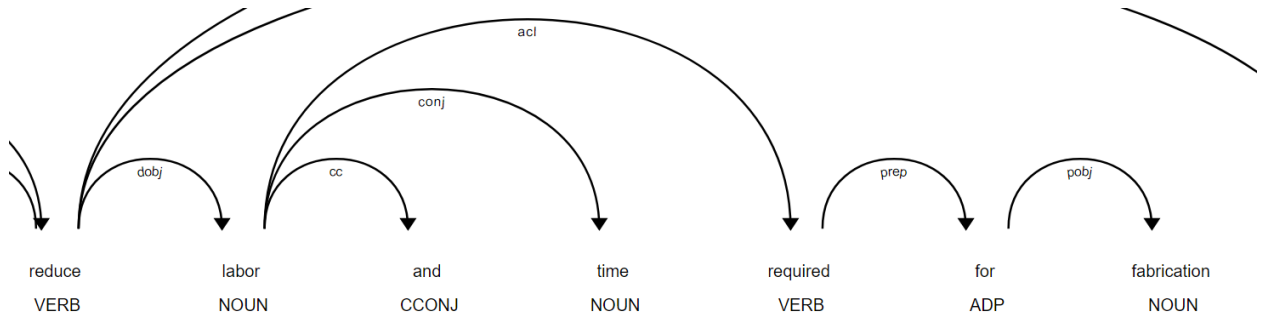 acl
conj
dobj cc prep pobj
reduce labor and time required for fabrication
VERB NOUN CCONJ NOUN VERB ADP NOUN